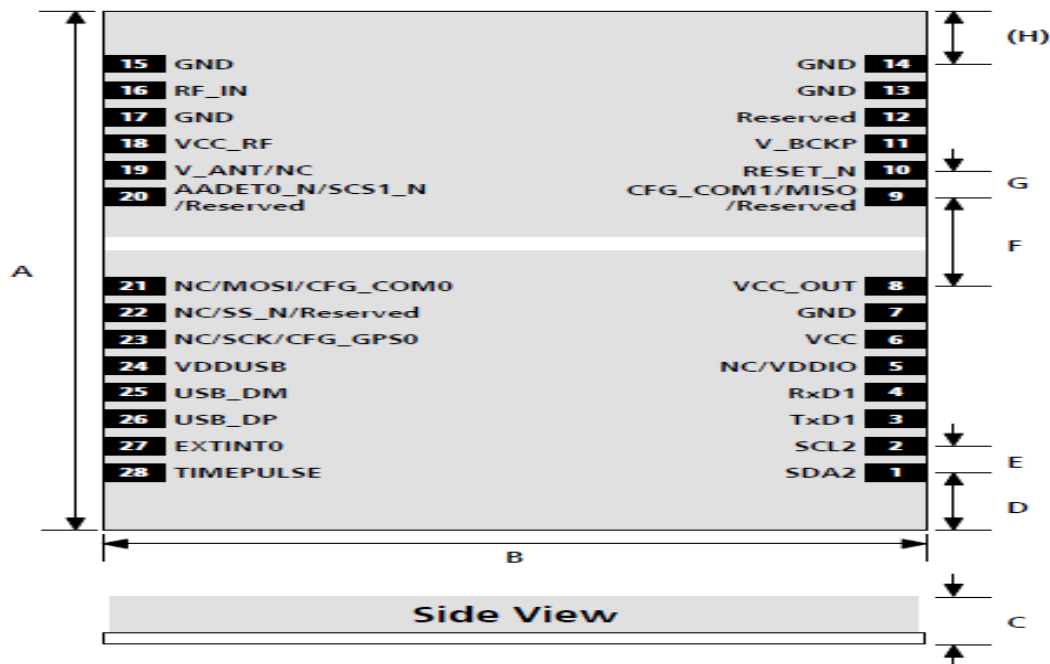 (H)
15 GND GND 14
16 RF_IN GND 13
17 GND Reserved 12
18 VCC_RF V_BCKP 11
19 V_ANT/NC RESET_N 10
20 AADET0_N/SCS1_N CFG_COM1/MISO 9
/Reserved /Reserved
G
F
A
21 NC/MOSI/CFG_COM0 VCC_OUT 8
22 NC/SS_N/Reserved GND 7
23 NC/SCK/CFG_GPS0 VCC 6
24 VDDUSB NC/VDDIO 5
25 USB_DM RxD1 4
26 USB_DP TxD1 3
27 EXTINT0 SCL2 2
E
28 TIMEPULSE SDA2 1
D
B
Side View
C